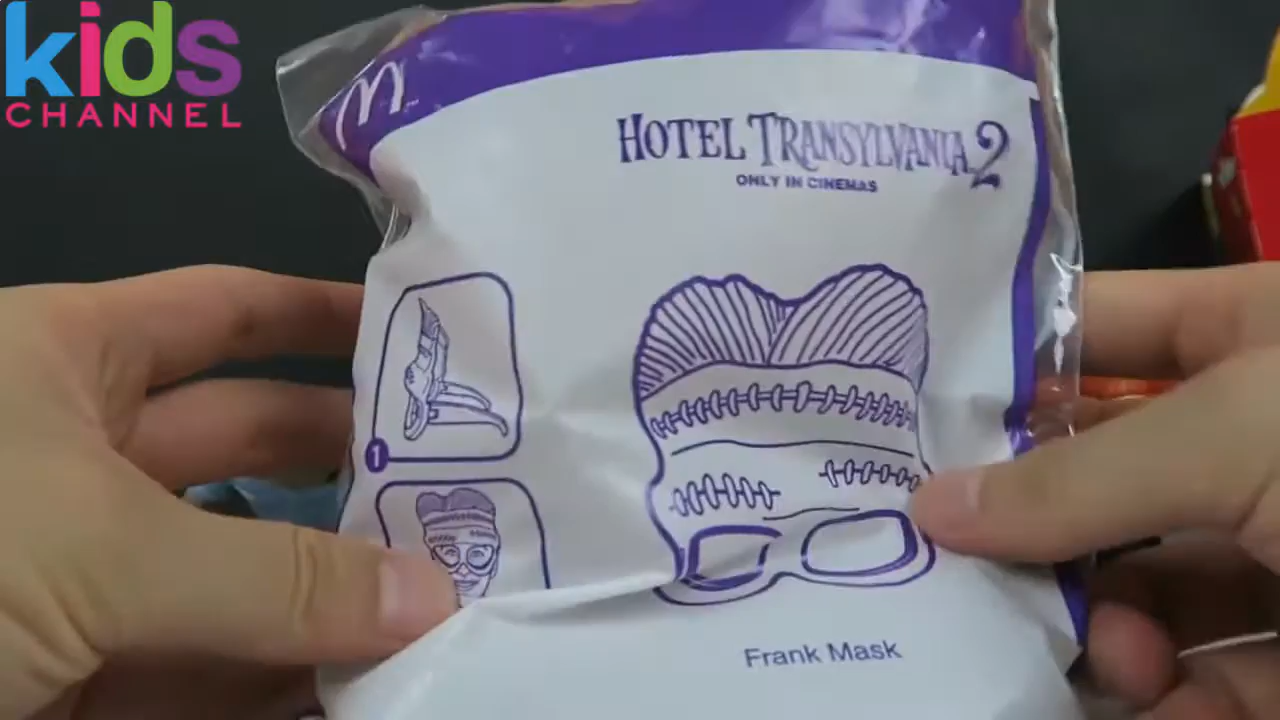 kids
CHANNEL
M
HOTEL TRANSYLVANIA 2
ONLY IN CINEMAS
1
Frank Mask